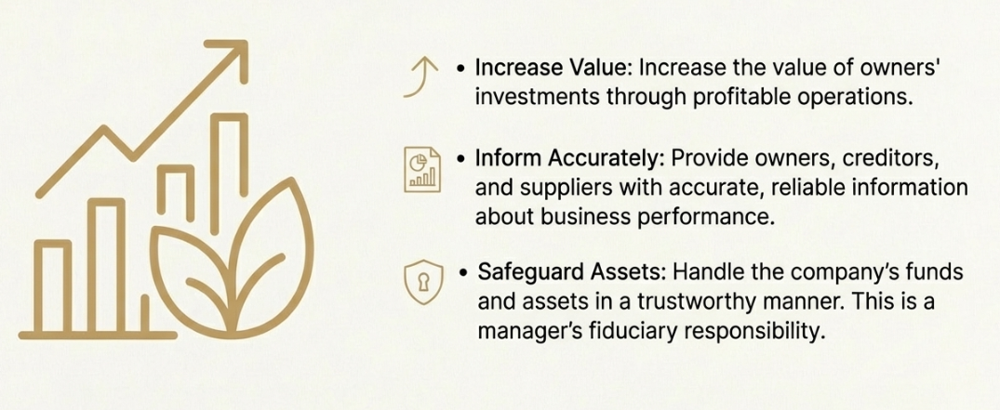 • Increase Value: Increase the value of owners'
investments through profitable operations.
• Inform Accurately: Provide owners, creditors,
and suppliers with accurate, reliable information
about business performance.
• Safeguard Assets: Handle the company’s funds
and assets in a trustworthy manner. This is a
manager’s fiduciary responsibility.